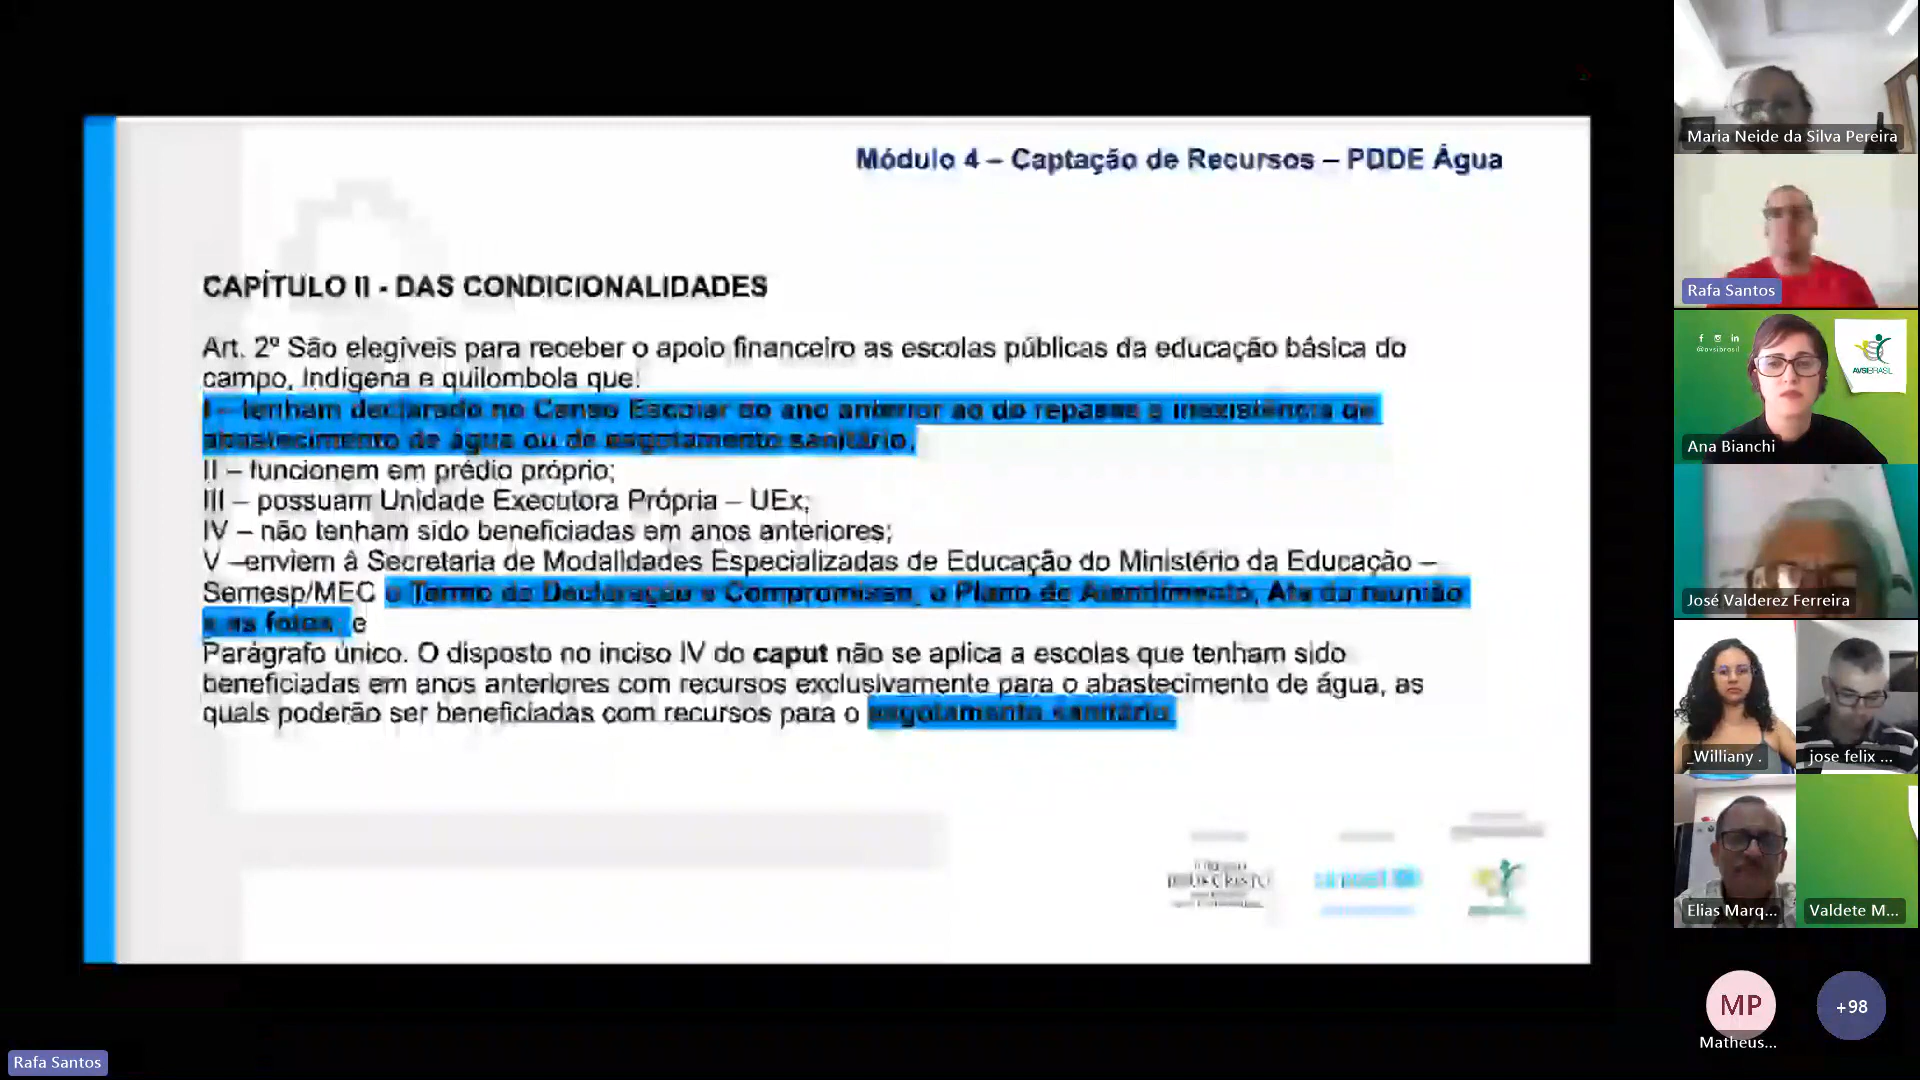 Módulo 4 – Captação de Recursos – PDDE Água
CAPÍTULO II - DAS CONDICIONALIDADES
Art. 2º São elegíveis para receber o apoio financeiro as escolas públicas da educação básica do
campo, indígena e quilombola que:
I – tenham declarado no Censo Escolar do ano anterior ao do repasse a inexistência de
abastecimento de água ou de esgotamento sanitário;
II – funcionem em prédio próprio;
III – possuam Unidade Executora Própria – UEx;
IV – não tenham sido beneficiadas em anos anteriores;
V –enviem à Secretaria de Modalidades Especializadas de Educação do Ministério da Educação –
Semesp/MEC o Termo de Declaração e Compromisso, o Plano de Atendimento, Ata da reunião
e as fotos; e
Parágrafo único. O disposto no inciso IV do caput não se aplica a escolas que tenham sido
beneficiadas em anos anteriores com recursos exclusivamente para o abastecimento de água, as
quais poderão ser beneficiadas com recursos para o esgotamento sanitário.
Maria Neide da Silva Pereira
Rafa Santos
@avsibrasil
AVSIBRASIL
Ana Bianchi
José Valderez Ferreira
_Williany .
jose felix ...
Elias Marq...
Valdete M...
MP
+98
Matheus...
Rafa Santos